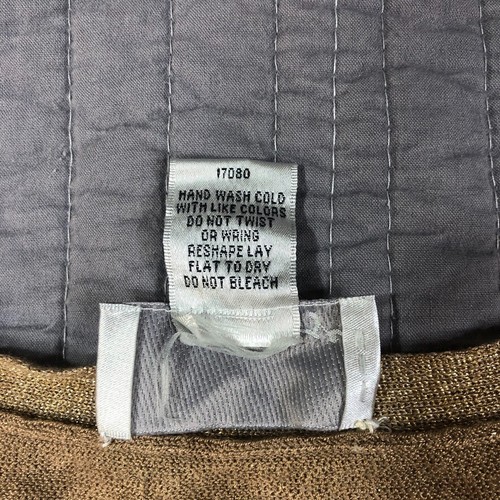 17080
HAND WASH COLD
WITH LIKE COLORS
DO NOT TWIST
OR WRING
RESHAPE LAY
FLAT TO DRY
DO NOT BLEACH